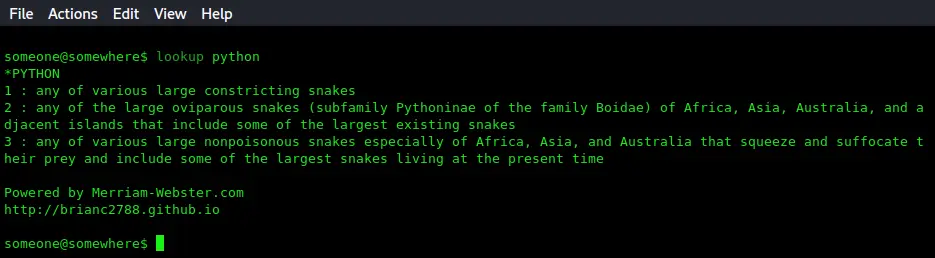 File Actions Edit View Help
someone@somewhere$ lookup python
*PYTHON
1 : any of various large constricting snakes
2 : any of the large oviparous snakes (subfamily Pythoninae of the family Boidae) of Africa, Asia, Australia, and a
djacent islands that include some of the largest existing snakes
3 : any of various large nonpoisonous snakes especially of Africa, Asia, and Australia that squeeze and suffocate t
heir prey and include some of the largest snakes living at the present time
Powered by Merriam-Webster.com
http://brianc2788.github.io
someone@somewhere$